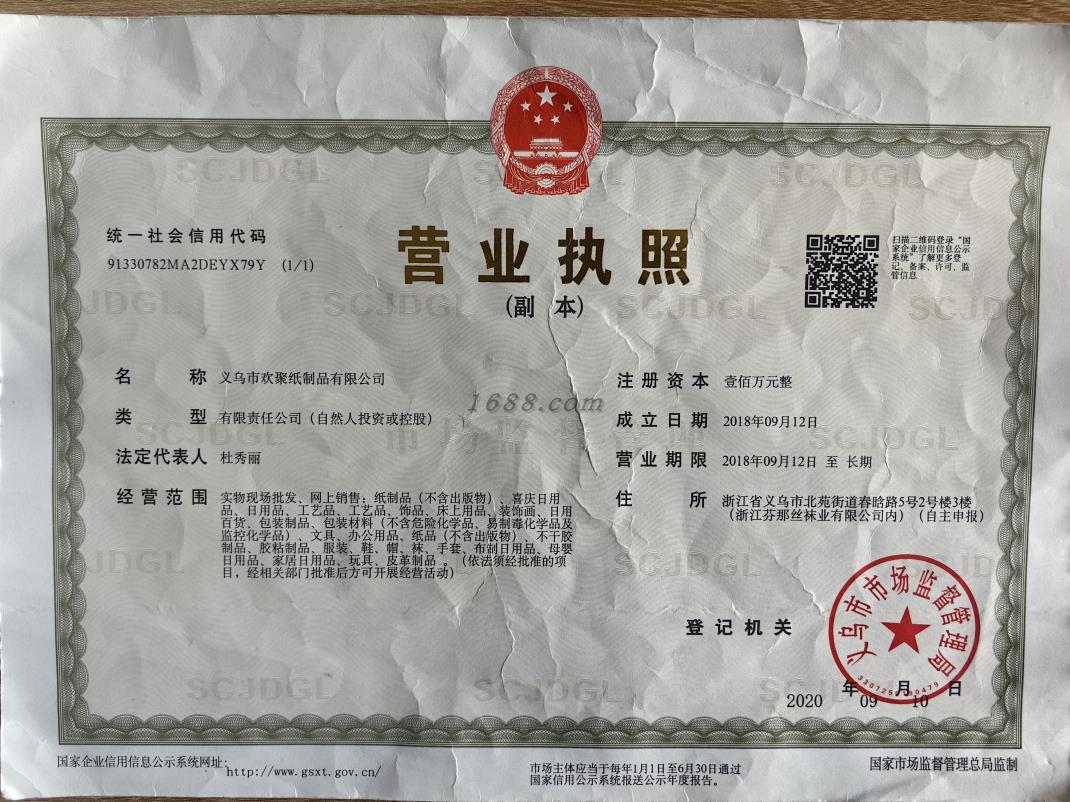 统一社会信用代码
91330782MA2DEYX79Y (1/1)
营业执照
(副 本)
扫描二维码登录“国
家企业信用信息公示
系统”了解更多登
记、备案、许可、监
管信息
名 称 义乌市欢聚纸制品有限公司
类 型 有限责任公司（自然人投资或控股）
法定代表人 杜秀丽
经营范围 实物现场批发、网上销售：纸制品（不含出版物）、喜庆日用
品、日用品、工艺品、工艺品、饰品、床上用品、装饰画、日用
百货、包装制品、包装材料（不含危险化学品、易制毒化学品及
监控化学品）、文具、办公用品、纸品（不含出版物）、不干胶
制品、胶粘制品、服装、鞋、帽、袜、手套、布制日用品、母婴
日用品、家居日用品、玩具、皮革制品 。（依法须经批准的项
目，经相关部门批准后方可开展经营活动）
注册资本 壹佰万元整
成立日期 2018年09月12日
营业期限 2018年09月12日 至 长期
住 所 浙江省义乌市北苑街道春晗路5号2号楼3楼
（浙江芬那丝袜业有限公司内）（自主申报）
1688.com
市场监督管理
SCJDGL
登记机关
义乌市市场监督管理局
2020 年 09 月 10 日
国家企业信用信息公示系统网址：
http://www.gsxt.gov.cn/
市场主体应当于每年1月1日至6月30日通过
国家信用公示系统报送公示年度报告。
国家市场监督管理总局监制